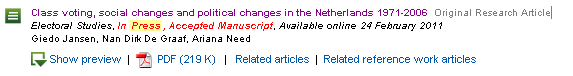 Class voting, social changes and political changes in the Netherlands 1971-2006 Original Research Article
Electoral Studies, In Press, Accepted Manuscript, Available online 24 February 2011
Giedo Jansen, Nan Dirk De Graaf, Ariana Need
Show preview | PDF (219 K) | Related articles | Related reference work articles